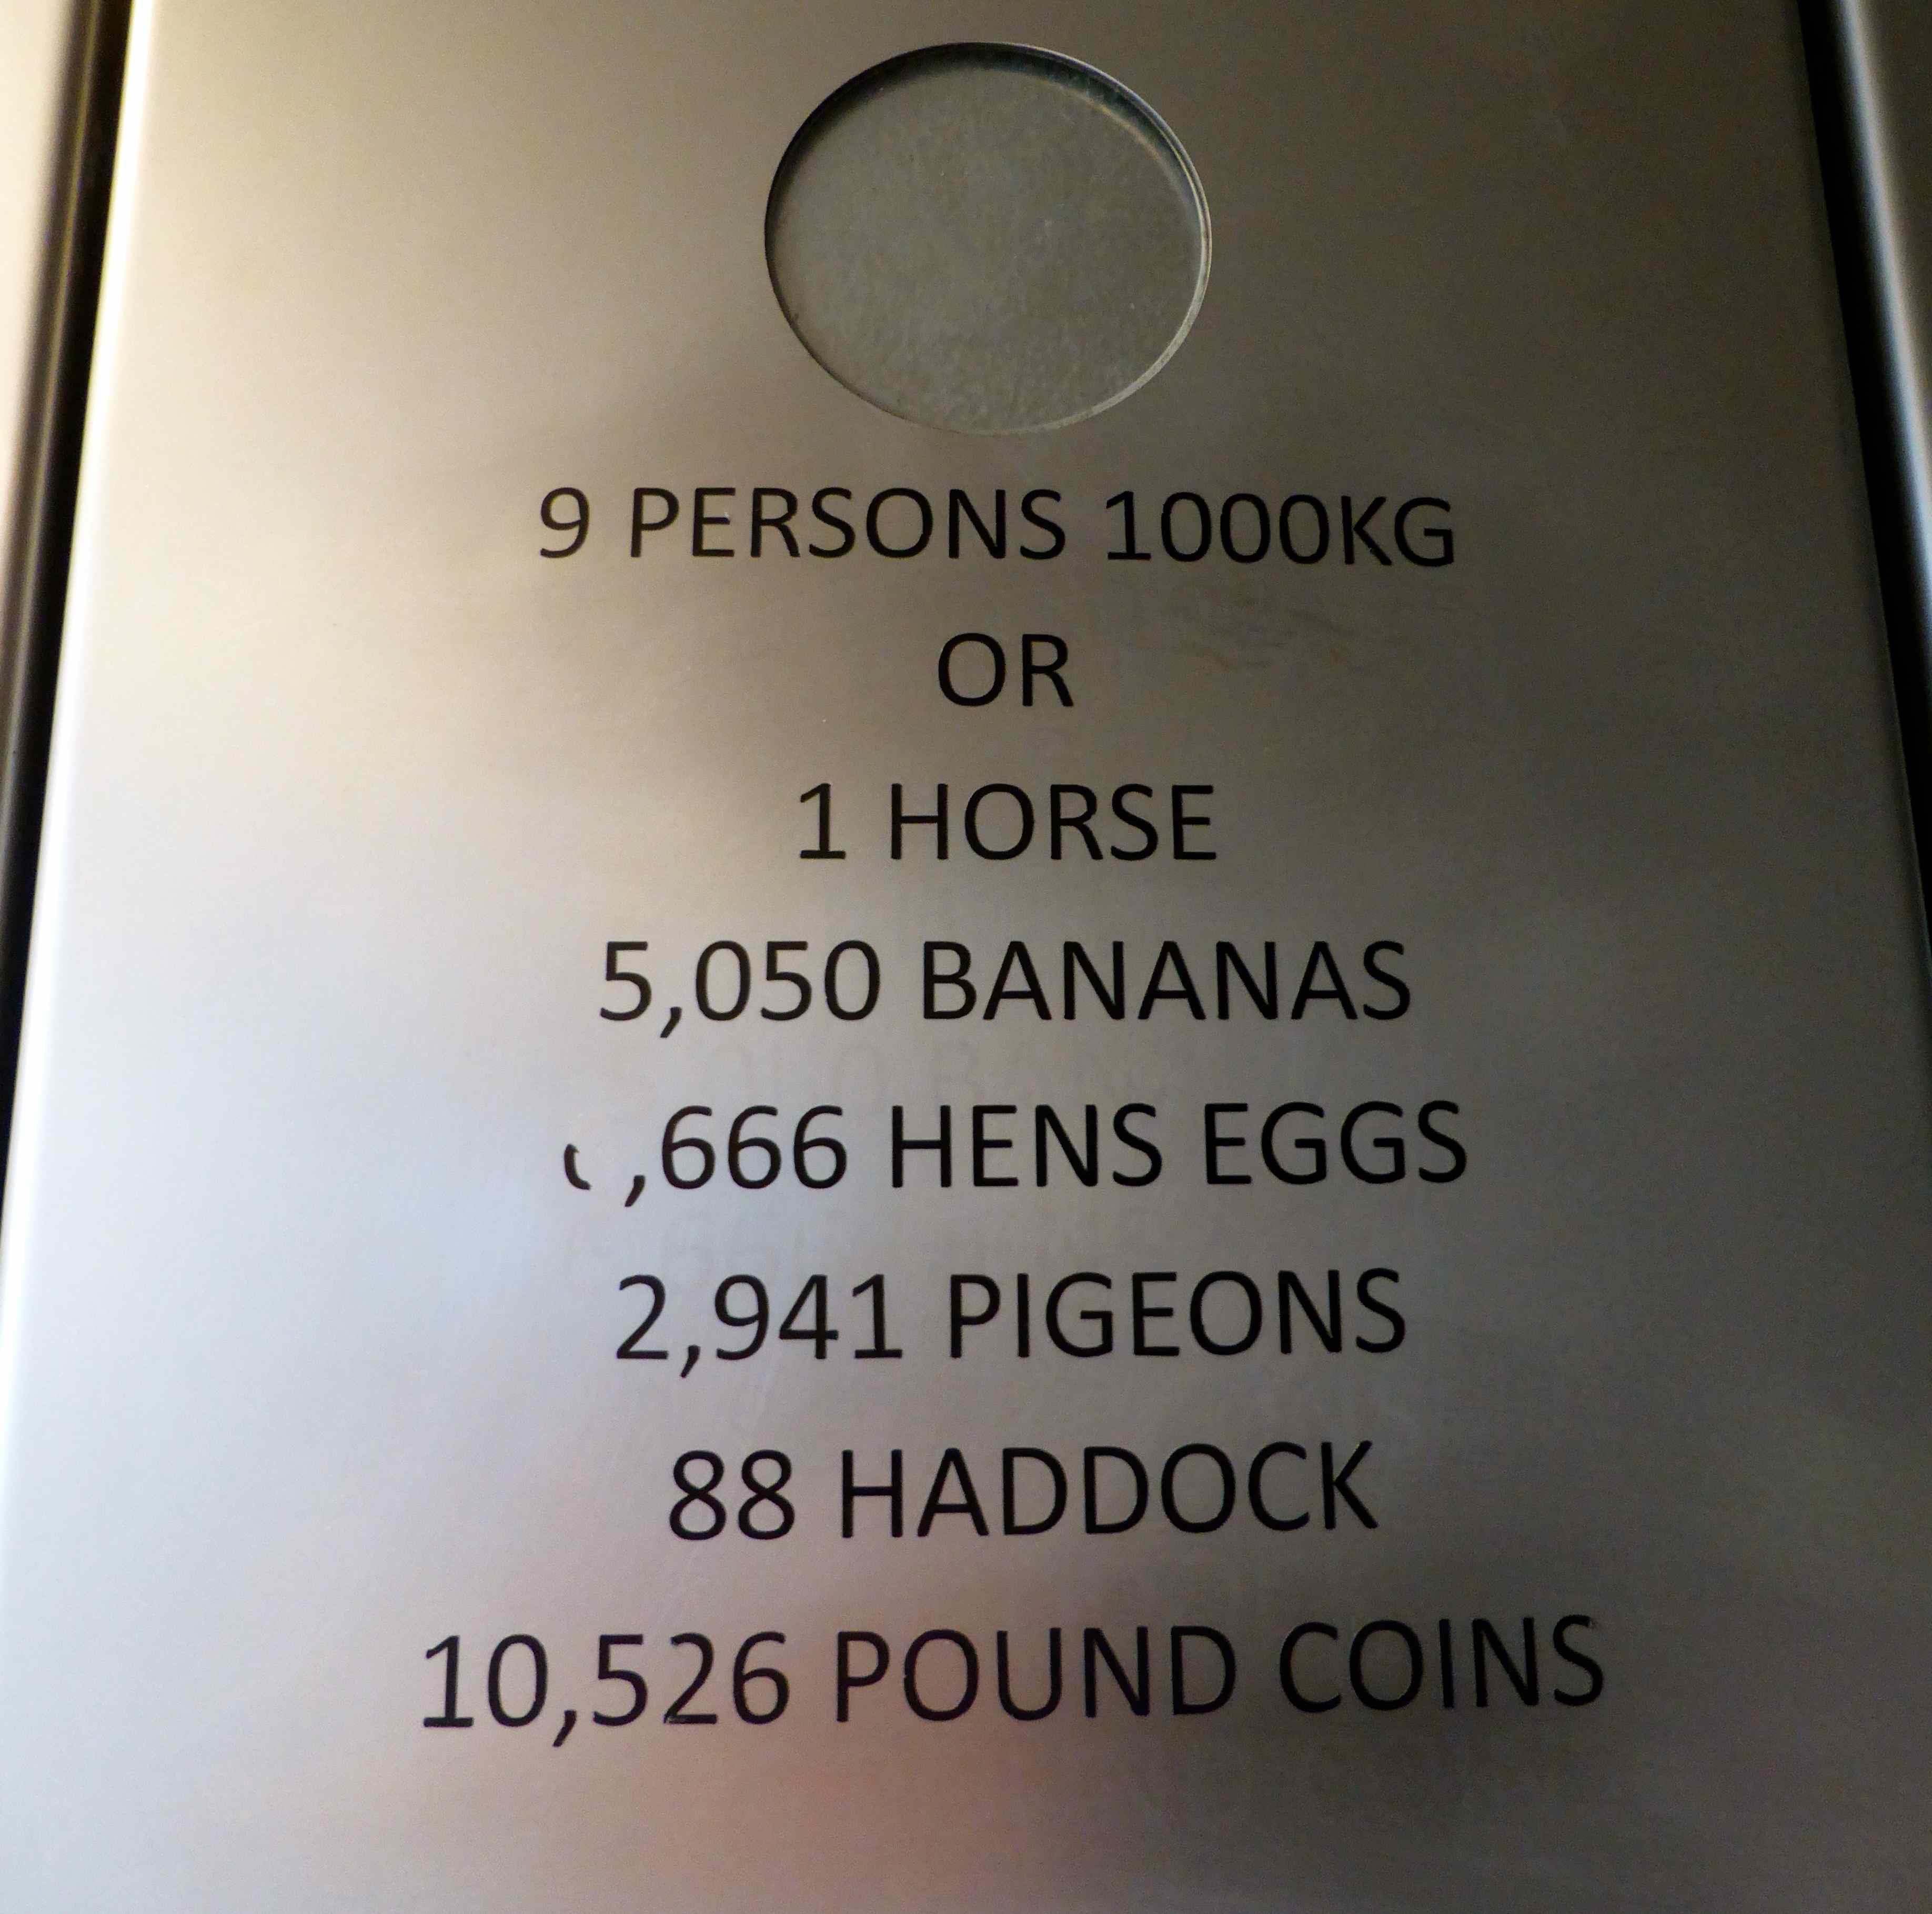 9 PERSONS 1000KG
OR
1 HORSE
5,050 BANANAS
,666 HENS EGGS
2,941 PIGEONS
88 HADDOCK
10,526 POUND COINS